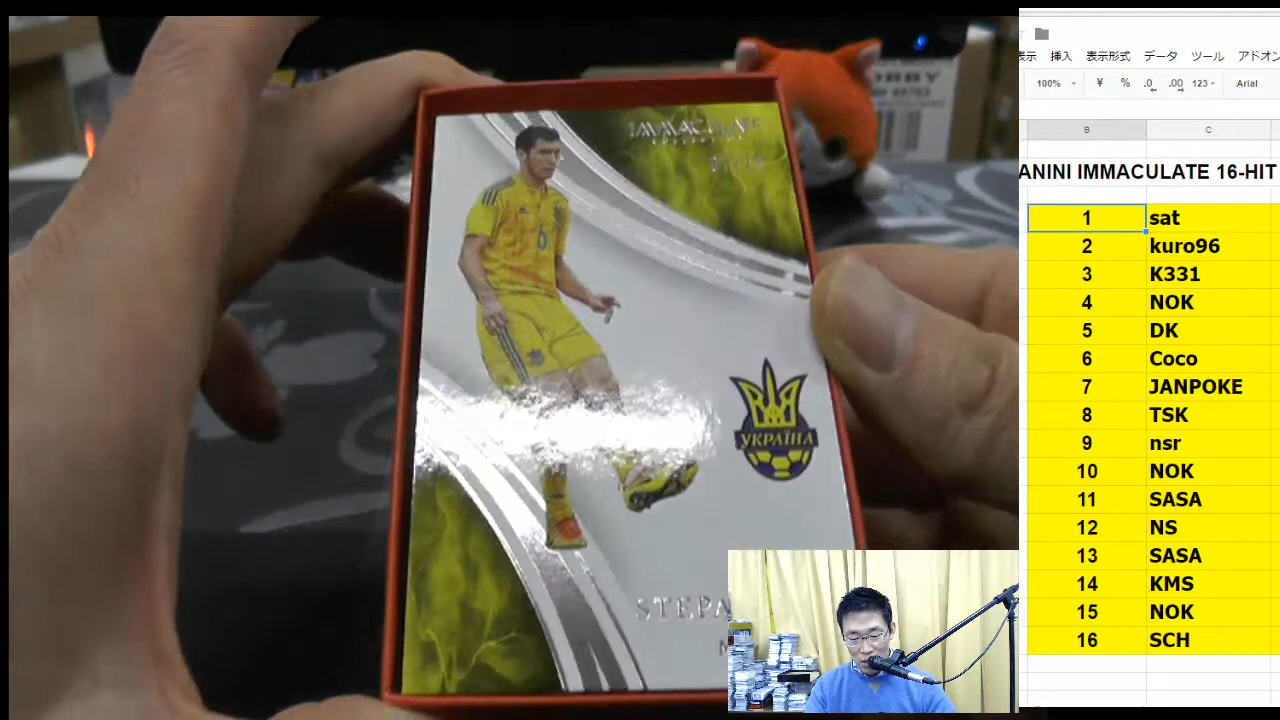 IMMACULATE
COLLECTION
6
УКРАЇНА
STEPA
表示 挿入 表示形式 データ ツール アドオン
100% ¥ % .0 .00 123 Arial
B C
ANINI IMMACULATE 16-HIT
1 sat
2 kuro96
3 K331
4 NOK
5 DK
6 Coco
7 JANPOKE
8 TSK
9 nsr
10 NOK
11 SASA
12 NS
13 SASA
14 KMS
15 NOK
16 SCH